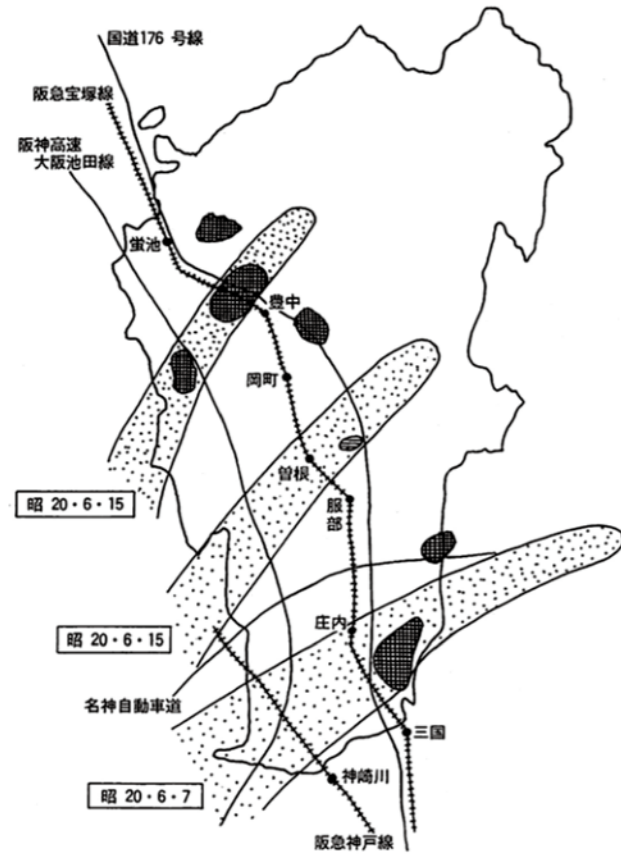 国道176 号線
阪急宝塚線
阪神高速
大阪池田線
蛍池
豊中
岡町
曽根
昭 20・6・15
服
部
庄内
昭 20・6・15
名神自動車道
三国
神崎川
昭 20・6・7
阪急神戸線